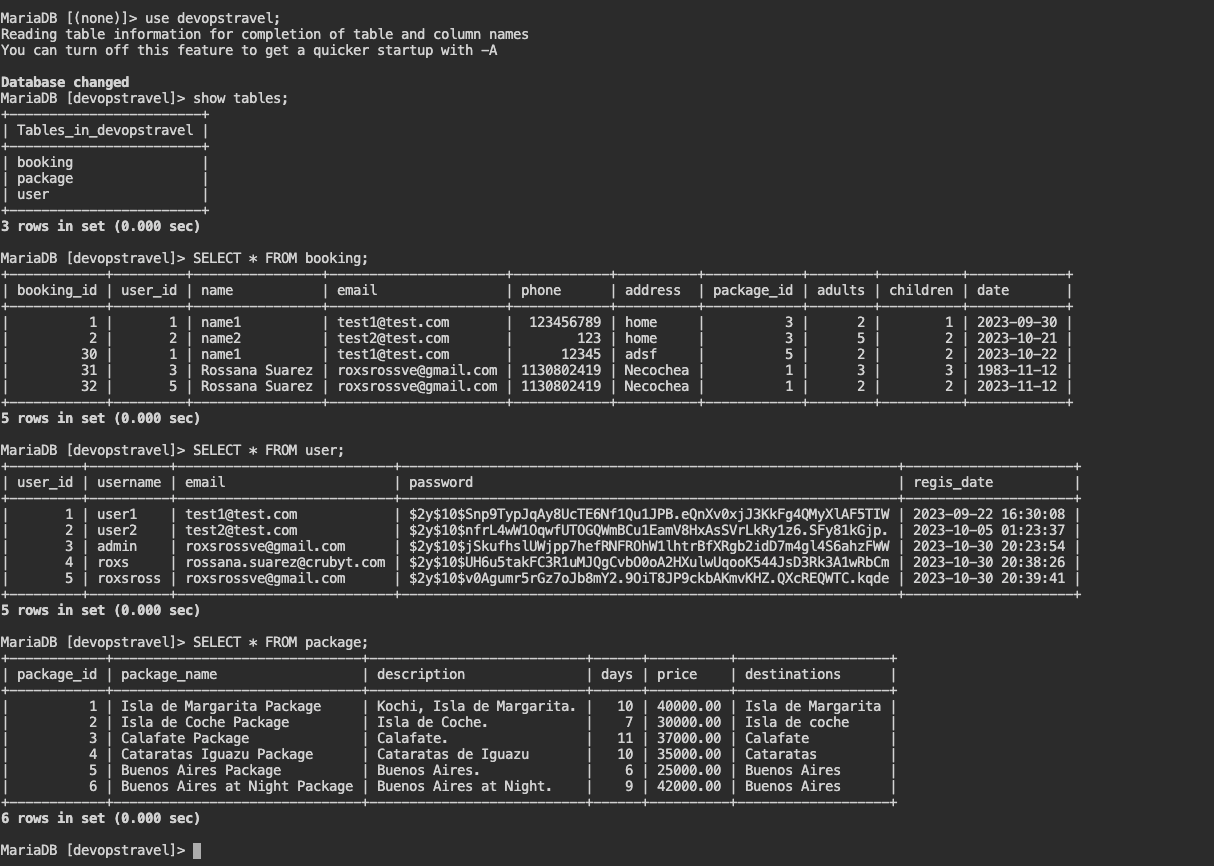 MariaDB [(none)]> use devopstravel;
Reading table information for completion of table and column names
You can turn off this feature to get a quicker startup with -A
Database changed
MariaDB [devopstravel]> show tables;
| Tables_in_devopstravel |
| booking |
| package |
| user |
3 rows in set (0.000 sec)
MariaDB [devopstravel]> SELECT * FROM booking;
| booking_id | user_id | name | email | phone | address | package_id | adults | children | date |
| 1 | 1 | name1 | test1@test.com | 123456789 | home | 3 | 2 | 1 | 2023-09-30 |
| 2 | 2 | name2 | test2@test.com | 123 | home | 3 | 5 | 2 | 2023-10-21 |
| 30 | 1 | name1 | test1@test.com | 12345 | adsf | 5 | 2 | 2 | 2023-10-22 |
| 31 | 3 | Rossana Suarez | roxsrossve@gmail.com | 1130802419 | Necochea | 1 | 3 | 3 | 1983-11-12 |
| 32 | 5 | Rossana Suarez | roxsrossve@gmail.com | 1130802419 | Necochea | 1 | 2 | 2 | 2023-11-12 |
5 rows in set (0.000 sec)
MariaDB [devopstravel]> SELECT * FROM user;
| user_id | username | email | password | regis_date |
| 1 | user1 | test1@test.com | $2y$10$Snp9TypJqAy8UcTE6Nf1Qu1JPB.eQnXv0xjJ3KkFg4QMyXlAF5TIW | 2023-09-22 16:30:08 |
| 2 | user2 | test2@test.com | $2y$10$nfrL4wW1OqwfUTOGQWmBCu1EamV8HxAsSVrLkRy1z6.SFy81kGjp. | 2023-10-05 01:23:37 |
| 3 | admin | roxsrossve@gmail.com | $2y$10$jSkufhslUWjpp7hefRNFROhW1lhtrBfXRgb2idD7m4gl4S6ahzFWW | 2023-10-30 20:23:54 |
| 4 | roxs | rossana.suarez@crubyt.com | $2y$10$UH6u5takFC3R1uMJQgCvbO0oA2HXulwUqooK544JsD3Rk3A1wRbCm | 2023-10-30 20:38:26 |
| 5 | roxsross | roxsrossve@gmail.com | $2y$10$v0Agumr5rGz7oJb8mY2.9OiT8JP9ckbAKmvKHZ.QXcREQWTC.kqde | 2023-10-30 20:39:41 |
5 rows in set (0.000 sec)
MariaDB [devopstravel]> SELECT * FROM package;
| package_id | package_name | description | days | price | destinations |
| 1 | Isla de Margarita Package | Kochi, Isla de Margarita. | 10 | 40000.00 | Isla de Margarita |
| 2 | Isla de Coche Package | Isla de Coche. | 7 | 30000.00 | Isla de coche |
| 3 | Calafate Package | Calafate. | 11 | 37000.00 | Calafate |
| 4 | Cataratas Iguazu Package | Cataratas de Iguazu | 10 | 35000.00 | Cataratas |
| 5 | Buenos Aires Package | Buenos Aires. | 6 | 25000.00 | Buenos Aires |
| 6 | Buenos Aires at Night Package | Buenos Aires at Night. | 9 | 42000.00 | Buenos Aires |
6 rows in set (0.000 sec)
MariaDB [devopstravel]>